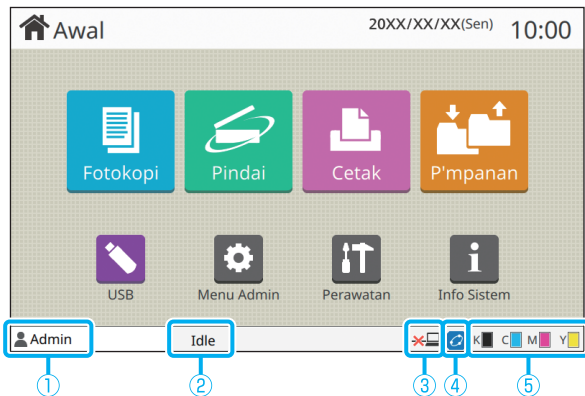 Awal
20XX/XX/XX(Sen) 10:00
Fotokopi Pindai Cetak P'mpanan
USB Menu Admin Perawatan Info Sistem
Admin Idle K C M Y
① ② ③ ④ ⑤